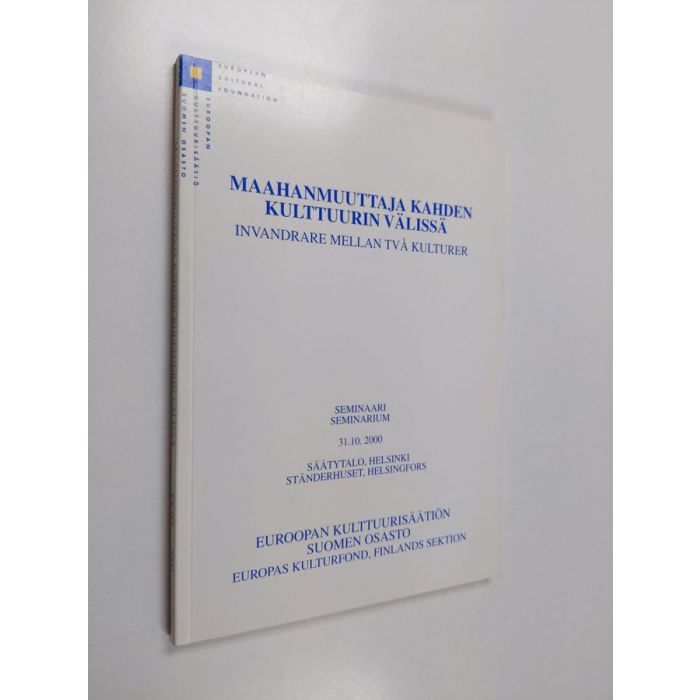 EUROPEAN
CULTURAL
FOUNDATION
EUROOPAN
KULTTUURISÄÄTIÖ
SUOMEN OSASTO
MAAHANMUUTTAJA KAHDEN
KULTTUURIN VÄLISSÄ
INVANDRARE MELLAN TVÅ KULTURER
SEMINAARI
SEMINARIUM
31.10. 2000
SÄÄTYTALO, HELSINKI
STÄNDERHUSET, HELSINGFORS
EUROOPAN KULTTUURISÄÄTIÖN
SUOMEN OSASTO
EUROPAS KULTURFOND, FINLANDS SEKTION